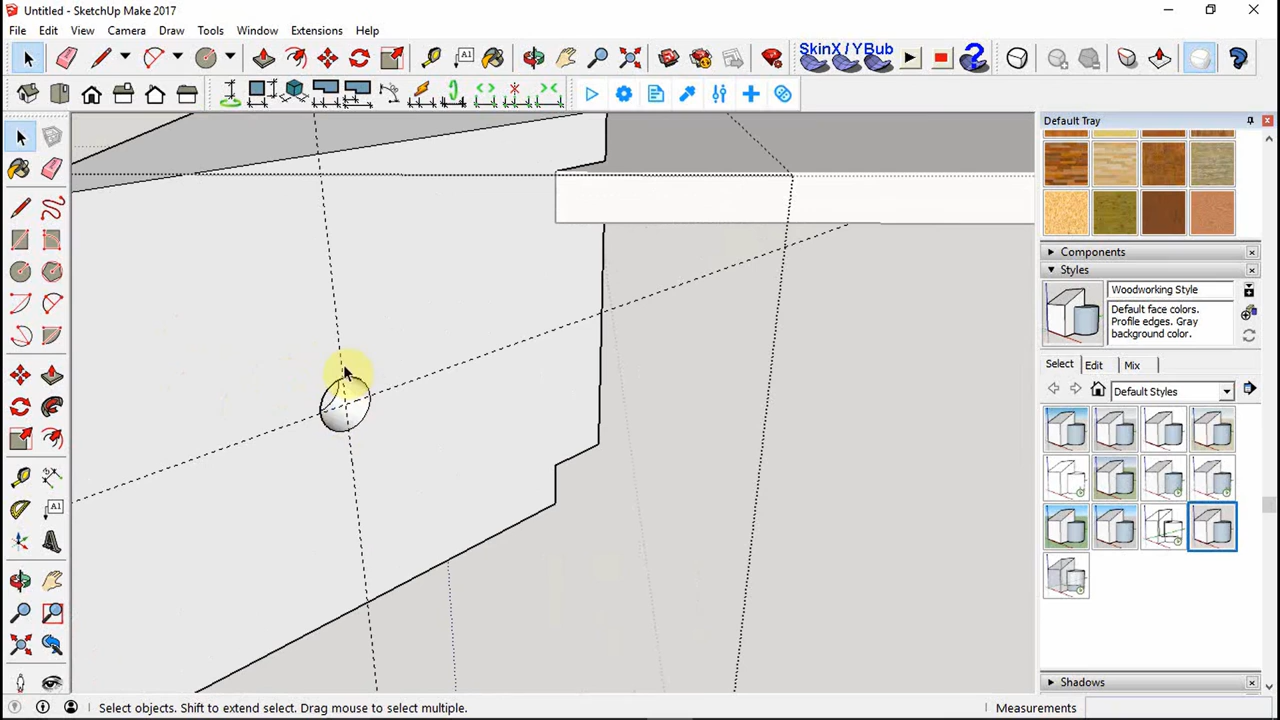 Untitled - SketchUp Make 2017
File Edit View Camera Draw Tools Window Extensions Help
A1
SkinX / YBub
Default Tray
Components
Styles
Woodworking Style
Default face colors.
Profile edges. Gray
background color.
Select Edit Mix
Default Styles
A1
Shadows
Select objects. Shift to extend select. Drag mouse to select multiple.
Measurements